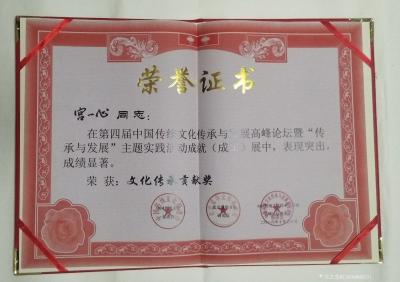 荣誉证书
宫一心 同志：
在第四届中国传统文化传承与发展高峰论坛暨“传
承与发展”主题实践活动成就（成果）展中，表现突出，
成绩显著。
荣获：文化传承贡献奖